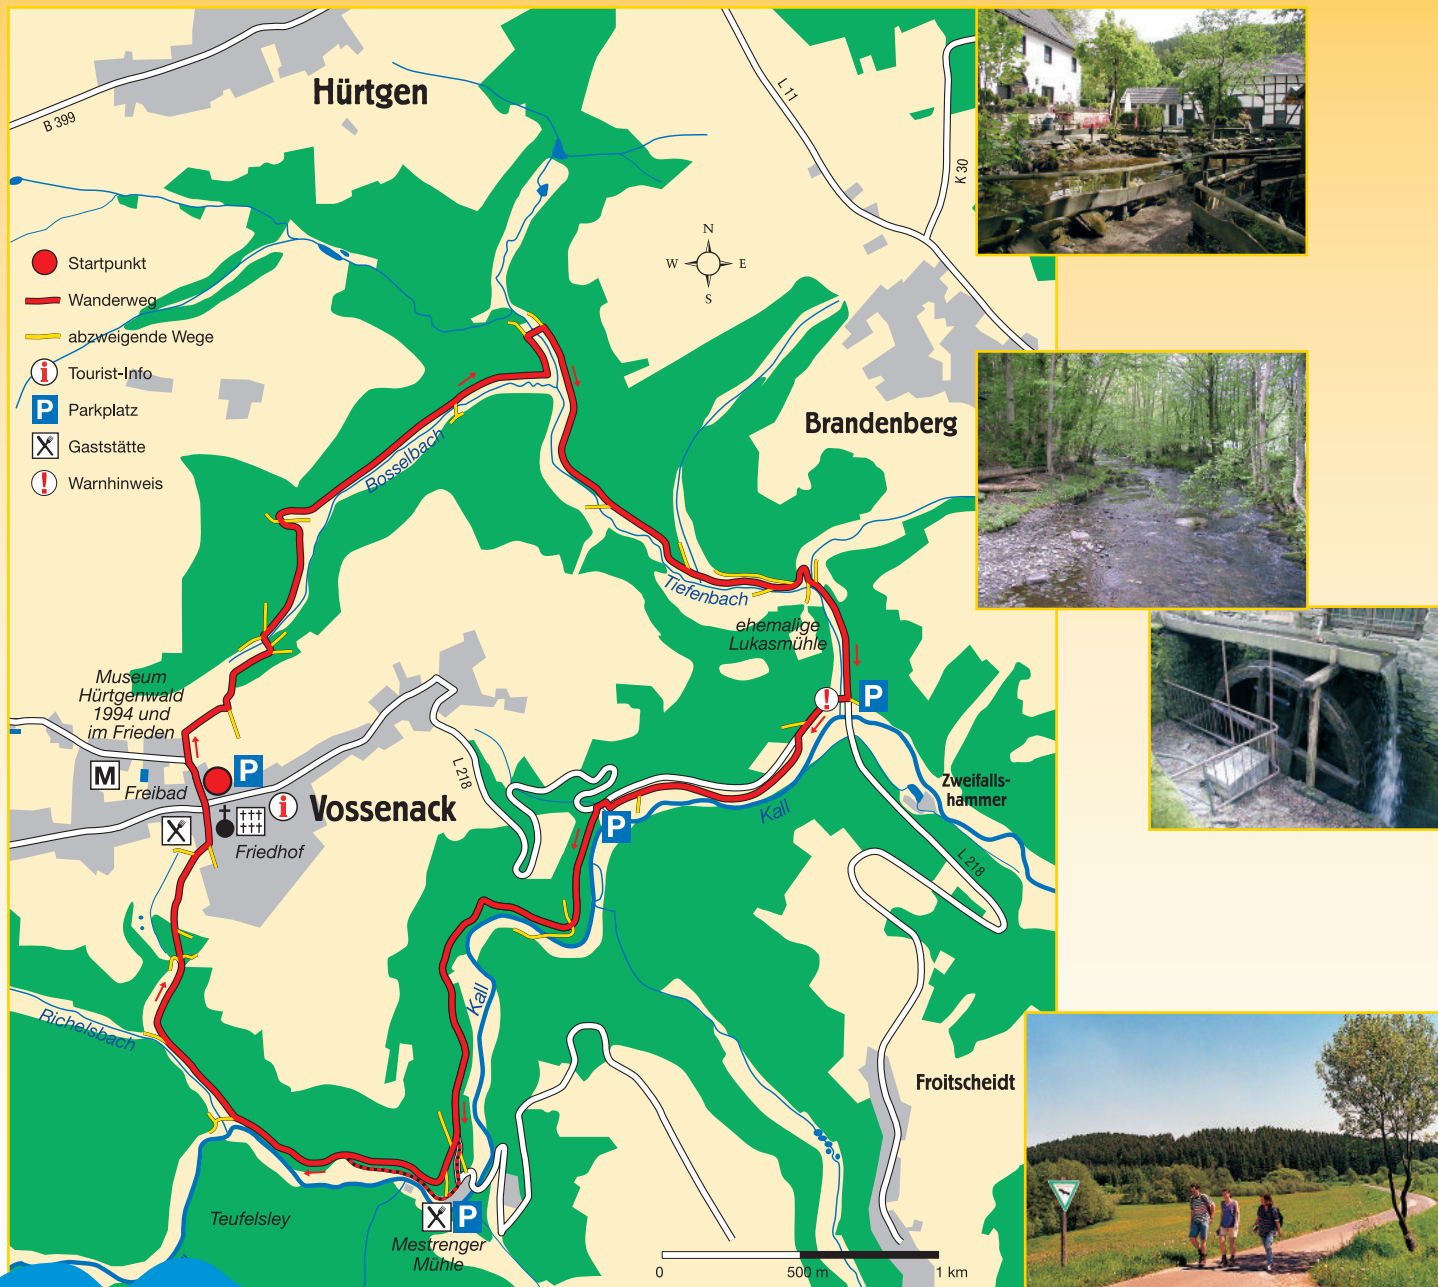 Hürtgen
B 399
L 11
K 30
N
W
E
S
Startpunkt
Wanderweg
abzweigende Wege
i
Tourist-Info
P
Parkplatz
Gaststätte
!
Warnhinweis
Brandenberg
Bosselbach
Tiefenbach
ehemalige
Lukasmühle
Museum
Hürtgenwald
1994 und
im Frieden
!
P
M
P
Freibad
i
Vossenack
L 218
Friedhof
P
Kall
Zweifalls-
hammer
L 218
Kall
Richelsbach
Froitscheidt
Teufelsley
P
Mestrenger
Mühle
0
500 m
1 km